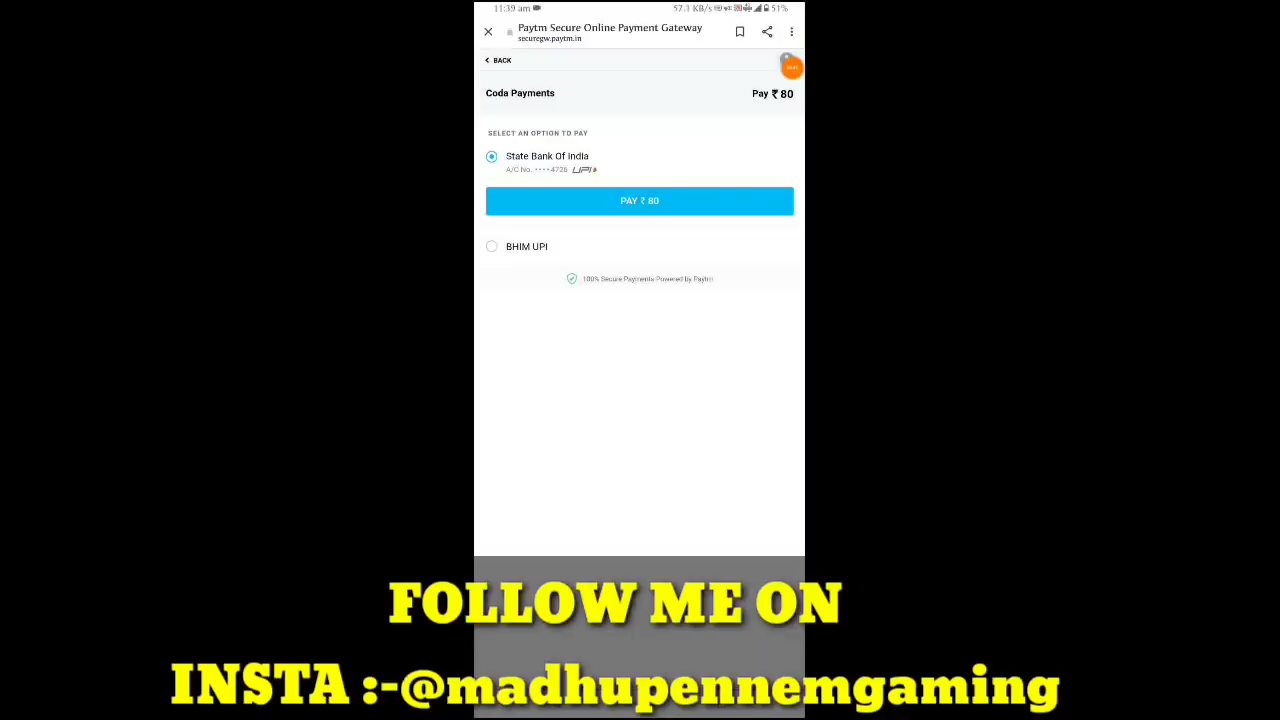 11:39 am
57.1 KB/s
51%
Paytm Secure Online Payment Gateway
securegw.paytm.in
BACK
Coda Payments
Pay ₹ 80
SELECT AN OPTION TO PAY
State Bank Of India
A/C No. ····4726 UPI
PAY ₹ 80
BHIM UPI
100% Secure Payments Powered by Paytm
FOLLOW ME ON
INSTA :-@madhupennemgaming